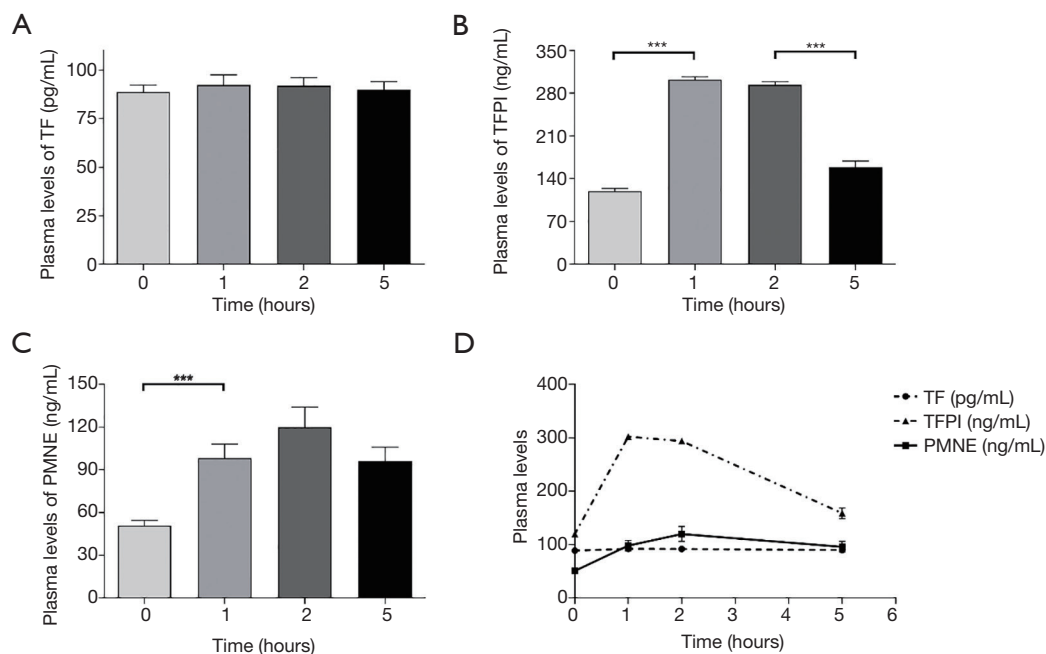 A
Plasma levels of TF (pg/mL)
100
75
50
25
0
0 1 2 5
Time (hours)
B
Plasma levels of TFPI (ng/mL)
350
280
210
140
70
0
*** ***
0 1 2 5
Time (hours)
C
Plasma levels of PMNE (ng/mL)
150
120
90
60
30
0
***
0 1 2 5
Time (hours)
D
Plasma levels
400
300
200
100
0
0 1 2 3 4 5 6
Time (hours)
TF (pg/mL)
TFPI (ng/mL)
PMNE (ng/mL)